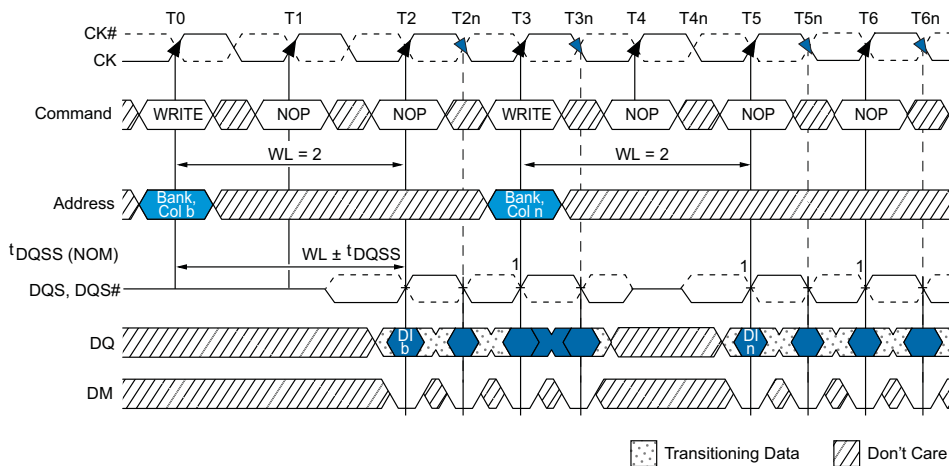 T0 T1 T2 T2n T3 T3n T4 T4n T5 T5n T6 T6n
CK#
CK
Command WRITE NOP NOP WRITE NOP NOP NOP
WL = 2 WL = 2
Address Bank, Col b Bank, Col n
tDQSS (NOM) WL ± tDQSS
1 1 1
DQS, DQS#
DQ DI b DI n
DM
Transitioning Data Don't Care